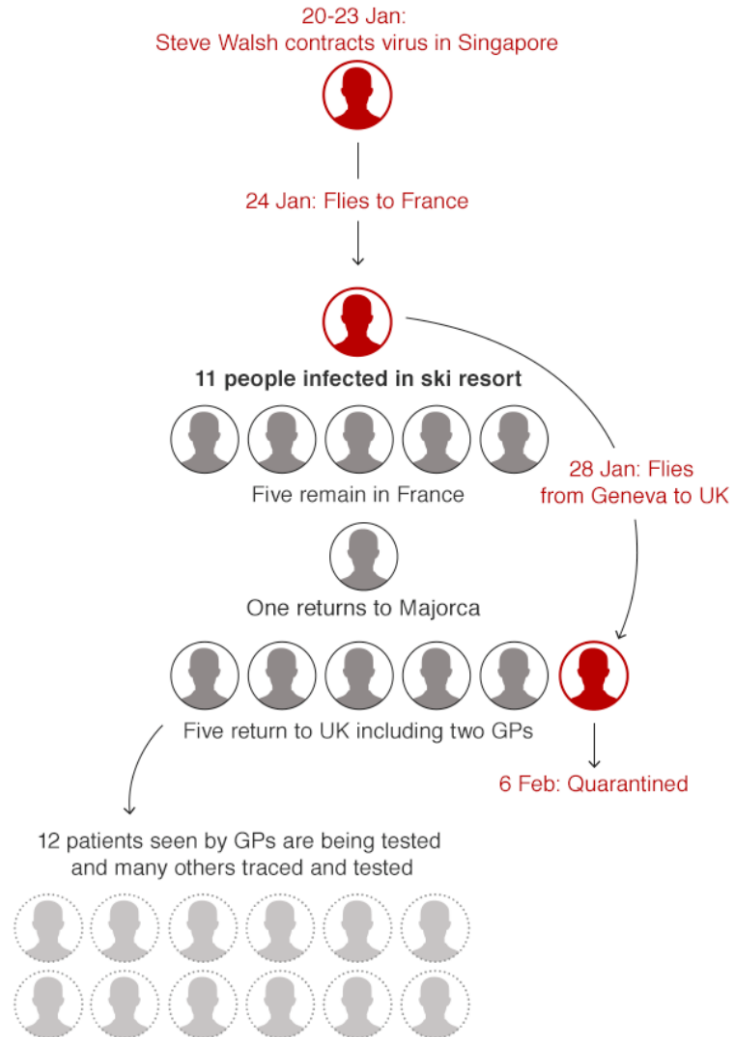 20-23 Jan:
Steve Walsh contracts virus in Singapore
24 Jan: Flies to France
11 people infected in ski resort
Five remain in France
28 Jan: Flies
from Geneva to UK
One returns to Majorca
Five return to UK including two GPs
6 Feb: Quarantined
12 patients seen by GPs are being tested
and many others traced and tested